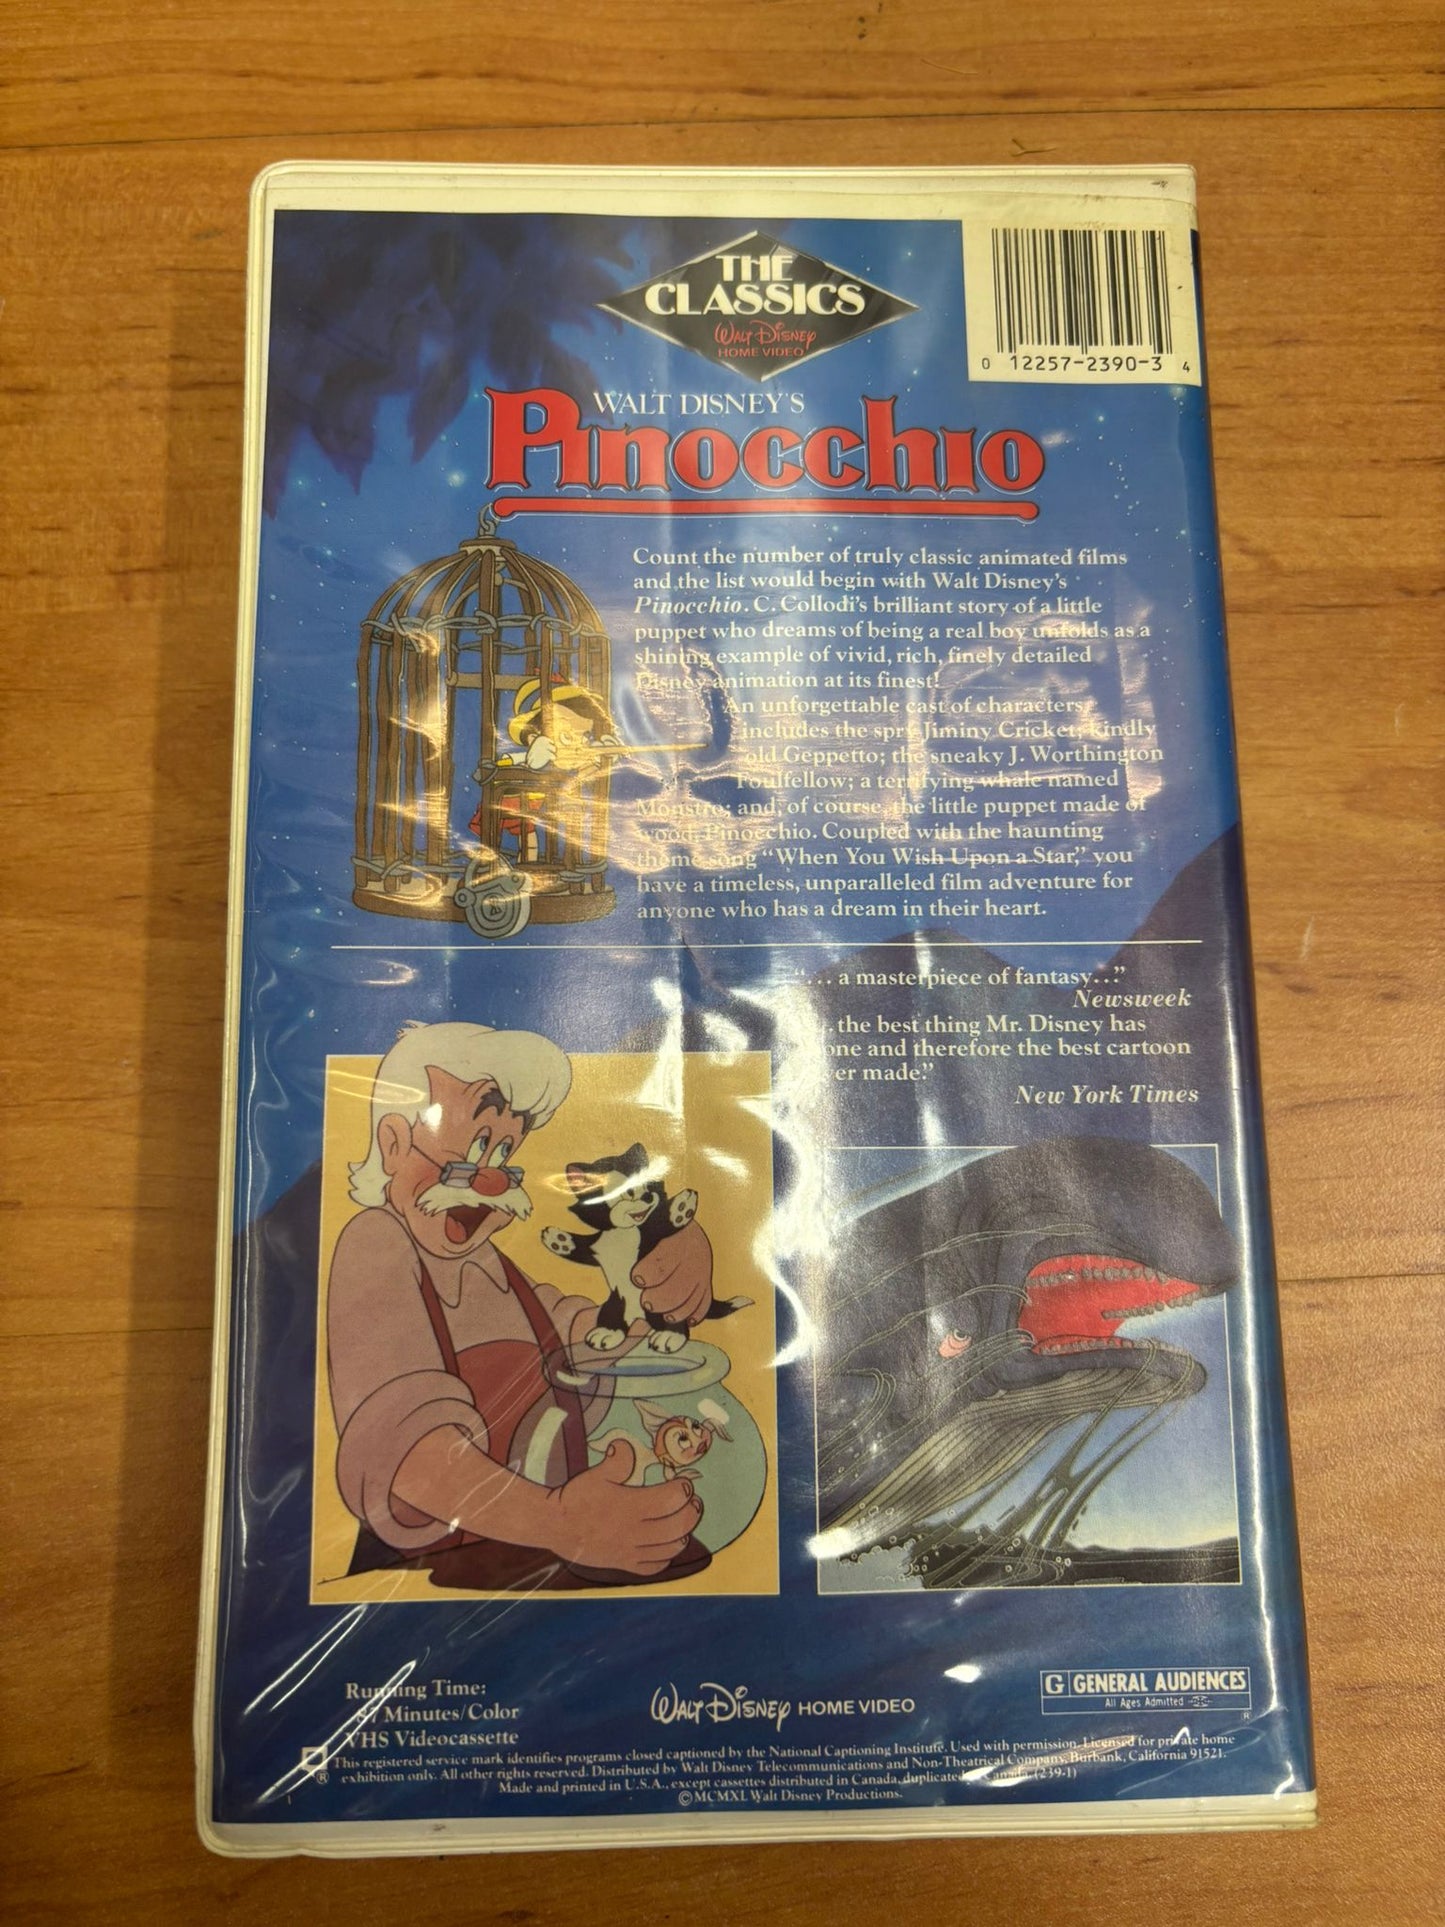 THE
CLASSICS
WALT DISNEY
HOME VIDEO
0 12257-2390-3 4
WALT DISNEY'S
PINOCCHIO
Count the number of truly classic animated films
and the list would begin with Walt Disney's
Pinocchio. C. Collodi's brilliant story of a little
puppet who dreams of being a real boy unfolds as a
shining example of vivid, rich, finely detailed
Disney animation at its finest!
An unforgettable cast of characters
includes the spry Jiminy Cricket; kindly
old Geppetto; the sneaky J. Worthington
Foulfellow; a terrifying whale named
Monstro; and, of course, the little puppet made of
wood, Pinocchio. Coupled with the haunting
theme song "When You Wish Upon a Star," you
have a timeless, unparalleled film adventure for
anyone who has a dream in their heart.
"... a masterpiece of fantasy..."
Newsweek
. the best thing Mr. Disney has
one and therefore the best cartoon
ver made."
New York Times
Running Time:
Minutes/Color
VHS Videocassette
WALT DISNEY HOME VIDEO
G GENERAL AUDIENCES
All Ages Admitted
®
® This registered service mark identifies programs closed captioned by the National Captioning Institute. Used with permission. Licensed for private home
exhibition only. All other rights reserved. Distributed by Walt Disney Telecommunications and Non-Theatrical Company, Burbank, California 91521.
Made and printed in U.S.A., except cassettes distributed in Canada, duplicated in Canada. (239-1)
© MCMXL Walt Disney Productions.